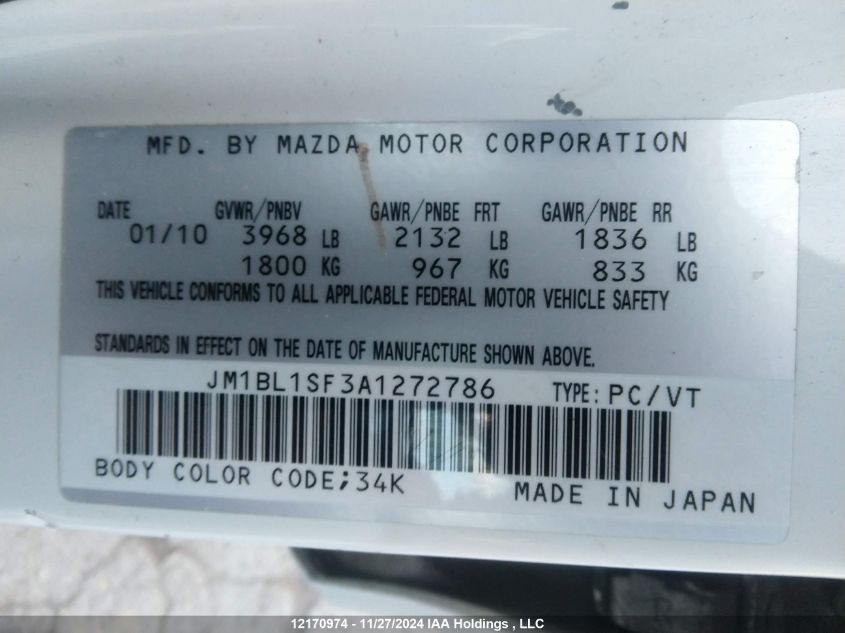 MFD. BY MAZDA MOTOR CORPORATION
DATE GVWR/PNBV GAWR/PNBE FRT GAWR/PNBE RR
01/10 3968 LB 2132 LB 1836 LB
1800 KG 967 KG 833 KG
THIS VEHICLE CONFORMS TO ALL APPLICABLE FEDERAL MOTOR VEHICLE SAFETY
STANDARDS IN EFFECT ON THE DATE OF MANUFACTURE SHOWN ABOVE.
JM1BL1SF3A1272786 TYPE: PC/VT
BODY COLOR CODE;34K MADE IN JAPAN
12170974 - 11/27/2024 IAA Holdings , LLC